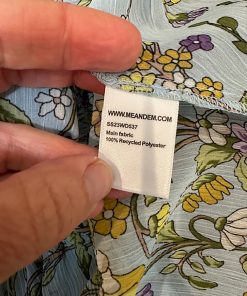 WWW.MEANDEM.COM
SS23WD537
Main fabric
100% Recycled Polyester